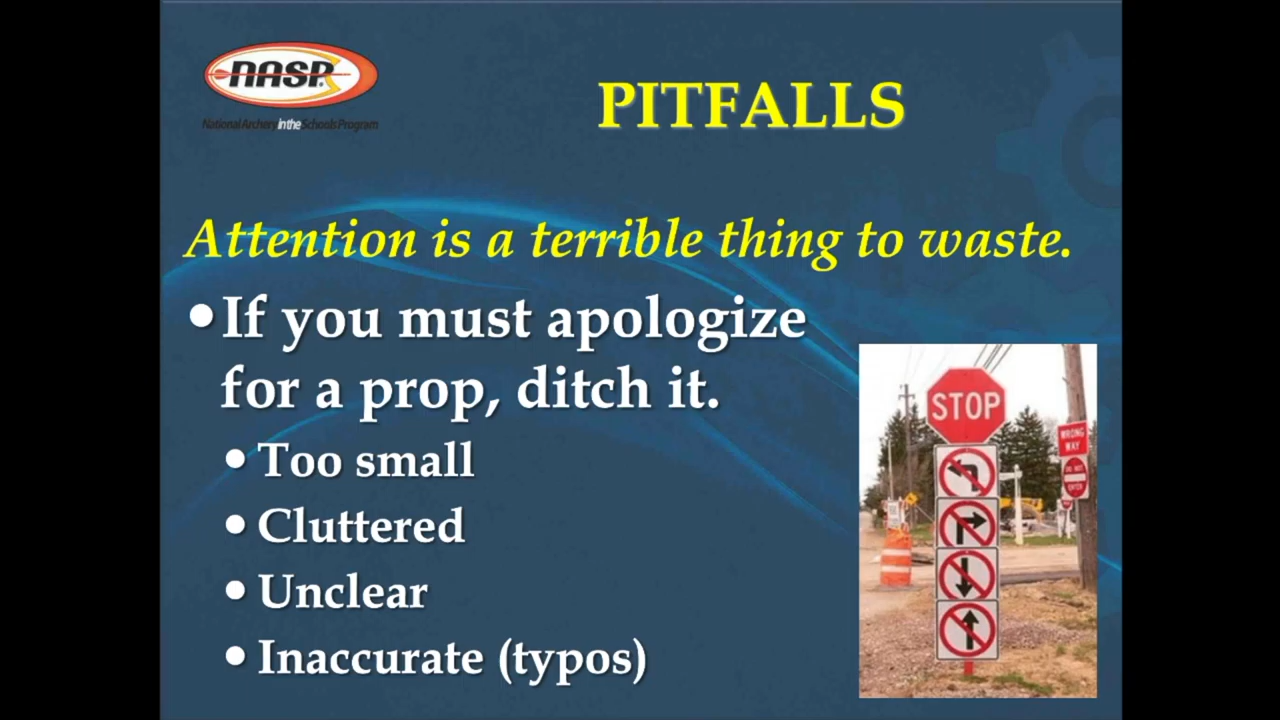 NASP
National Archery in the Schools Program
PITFALLS
Attention is a terrible thing to waste.
•If you must apologize
for a prop, ditch it.
• Too small
• Cluttered
• Unclear
• Inaccurate (typos)
STOP
WRONG
WAY
DO NOT
ENTER